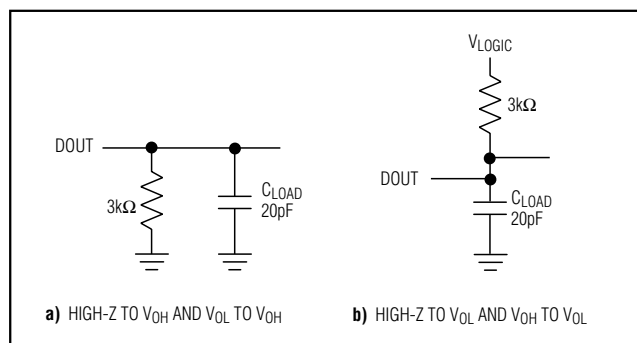 DOUT
3kΩ
CLOAD
20pF
a) HIGH-Z TO VOH AND VOL TO VOH
VLOGIC
3kΩ
DOUT
CLOAD
20pF
b) HIGH-Z TO VOL AND VOH TO VOL